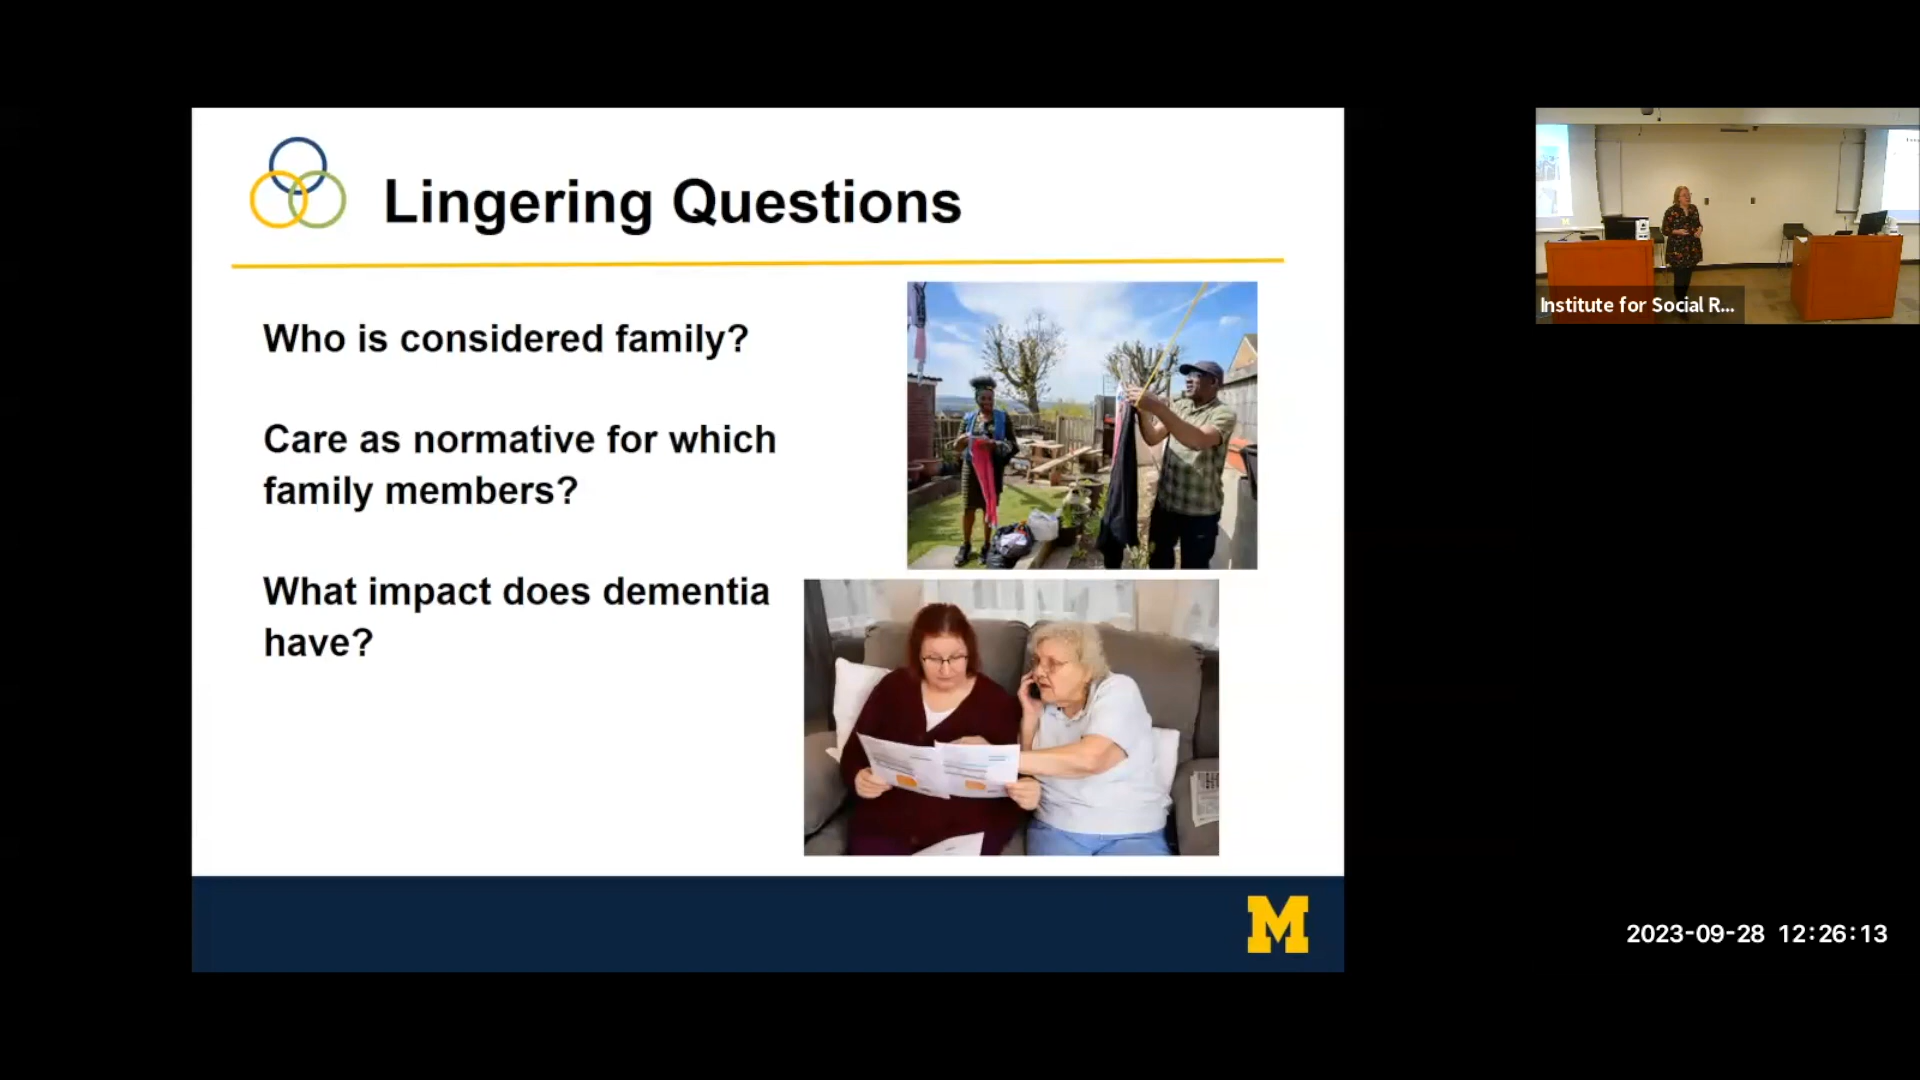 Lingering Questions
Who is considered family?
Care as normative for which
family members?
What impact does dementia
have?
M
Institute for Social R...
2023-09-28 12:26:13